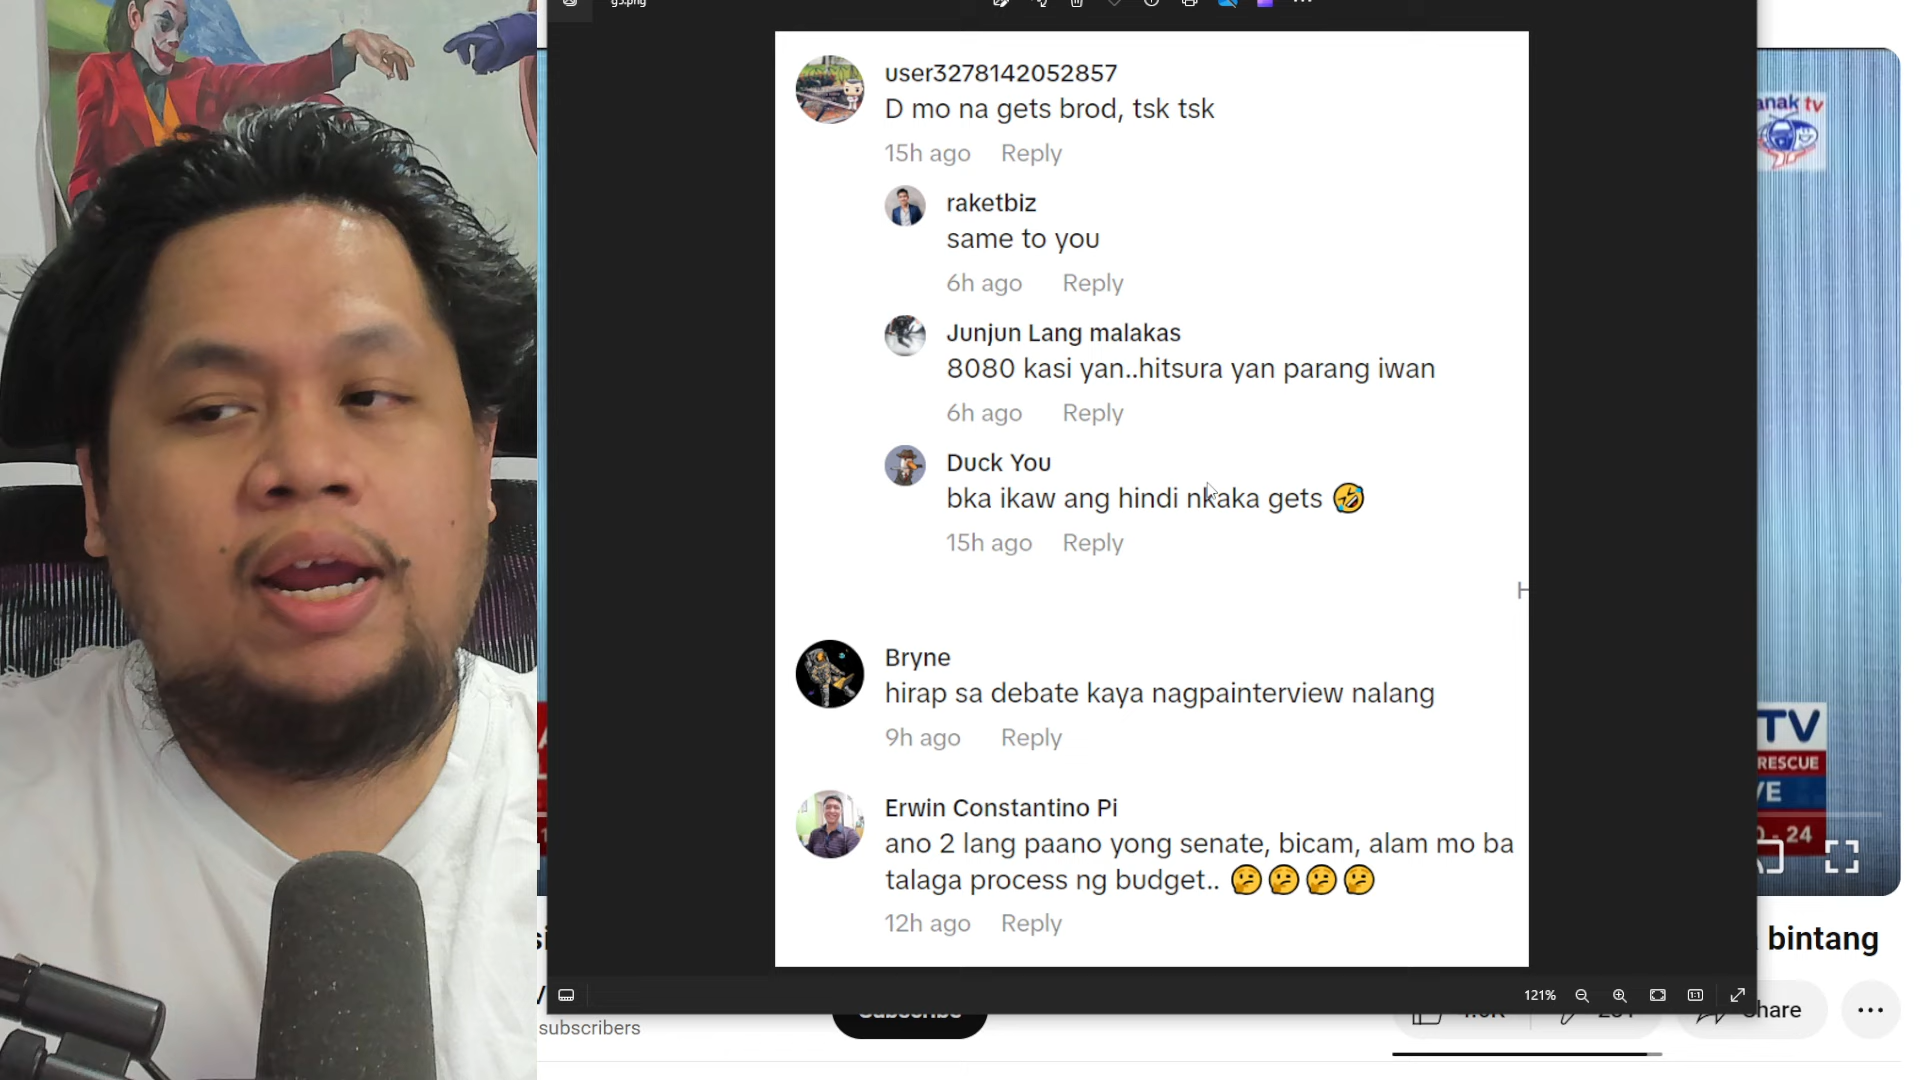 user3278142052857
D mo na gets brod, tsk tsk
15h ago Reply
raketbiz
same to you
6h ago Reply
Junjun Lang malakas
8080 kasi yan..hitsura yan parang iwan
6h ago Reply
Duck You
bka ikaw ang hindi nkaka gets 🤣
15h ago Reply
Bryne
hirap sa debate kaya nagpainterview nalang
9h ago Reply
Erwin Constantino Pi
ano 2 lang paano yong senate, bicam, alam mo ba
talaga process ng budget.. 🤔🤔🤔🤔
12h ago Reply
121%
anak tv
TV
RESCUE
- 24
bintang
subscribers
Subscribe
Share